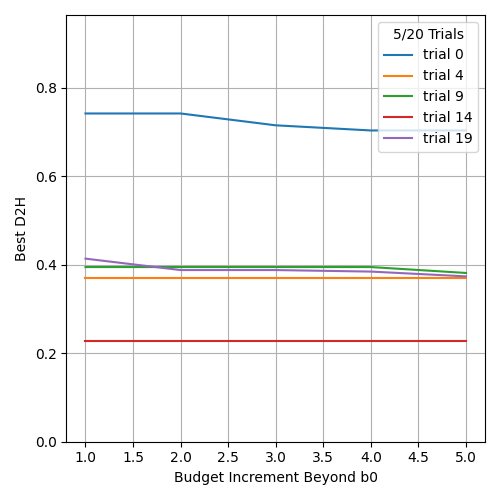 5/20 Trials
trial 0
trial 4
trial 9
trial 14
trial 19
Best D2H
0.8
0.6
0.4
0.2
0.0
1.0 1.5 2.0 2.5 3.0 3.5 4.0 4.5 5.0
Budget Increment Beyond b0